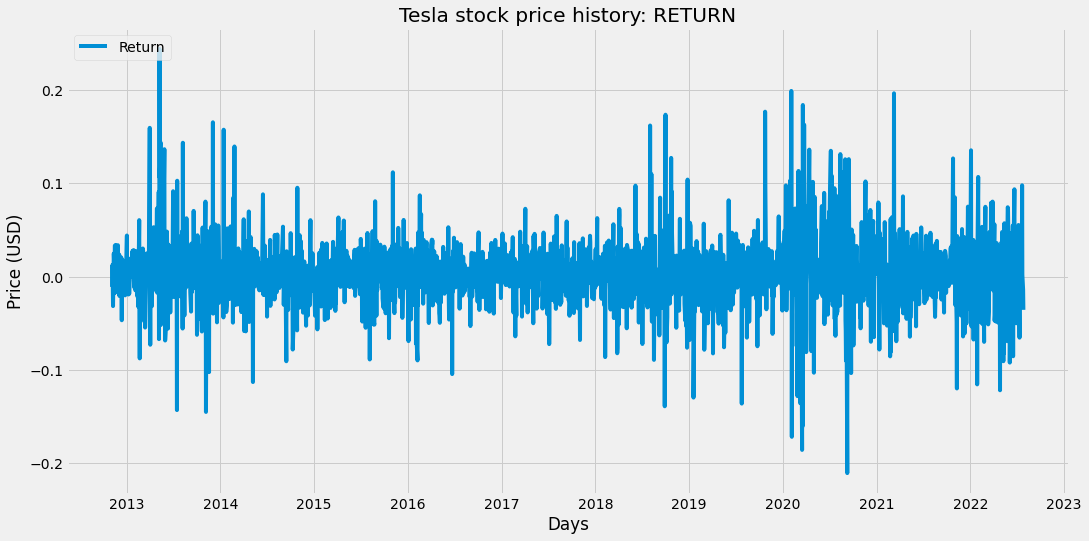 Tesla stock price history: RETURN
Return
Price (USD)
0.2
0.1
0.0
−0.1
−0.2
2013 2014 2015 2016 2017 2018 2019 2020 2021 2022 2023
Days